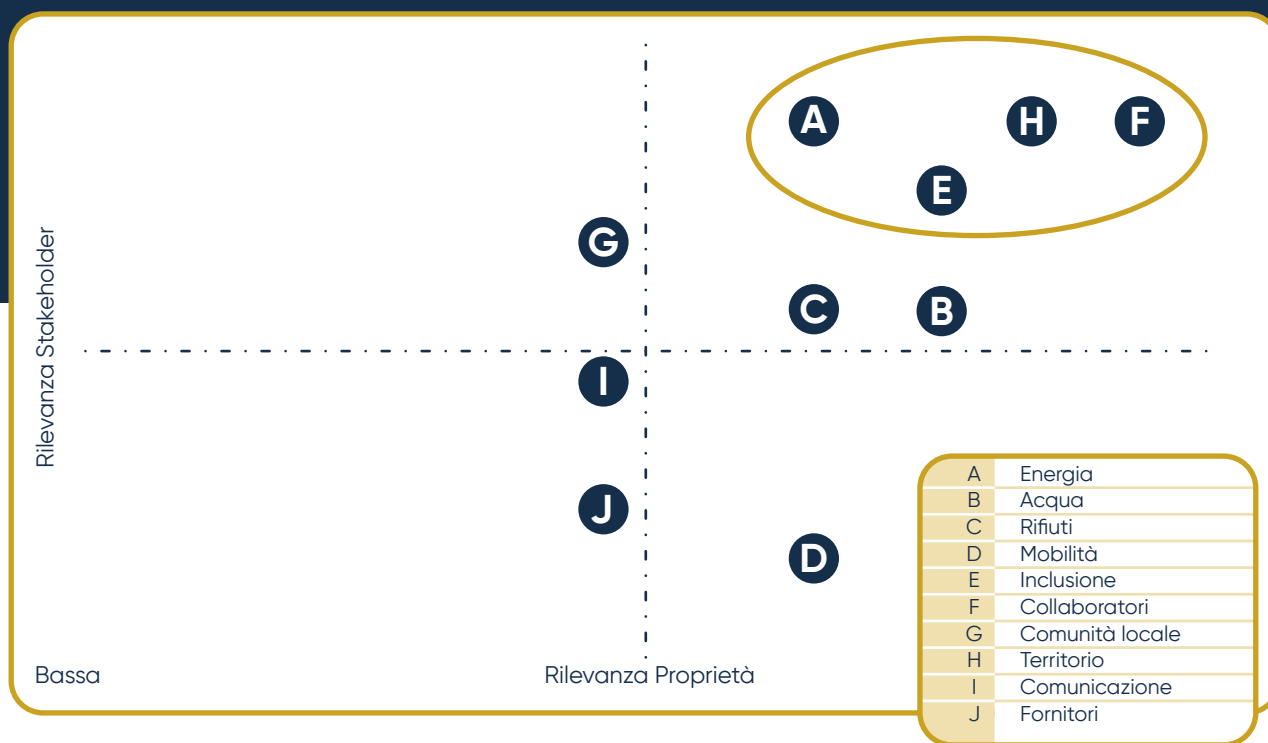 A
H
F
E
G
C
B
I
J
D
Rilevanza Stakeholder
Bassa
Rilevanza Proprietà
A Energia
B Acqua
C Rifiuti
D Mobilità
E Inclusione
F Collaboratori
G Comunità locale
H Territorio
I Comunicazione
J Fornitori